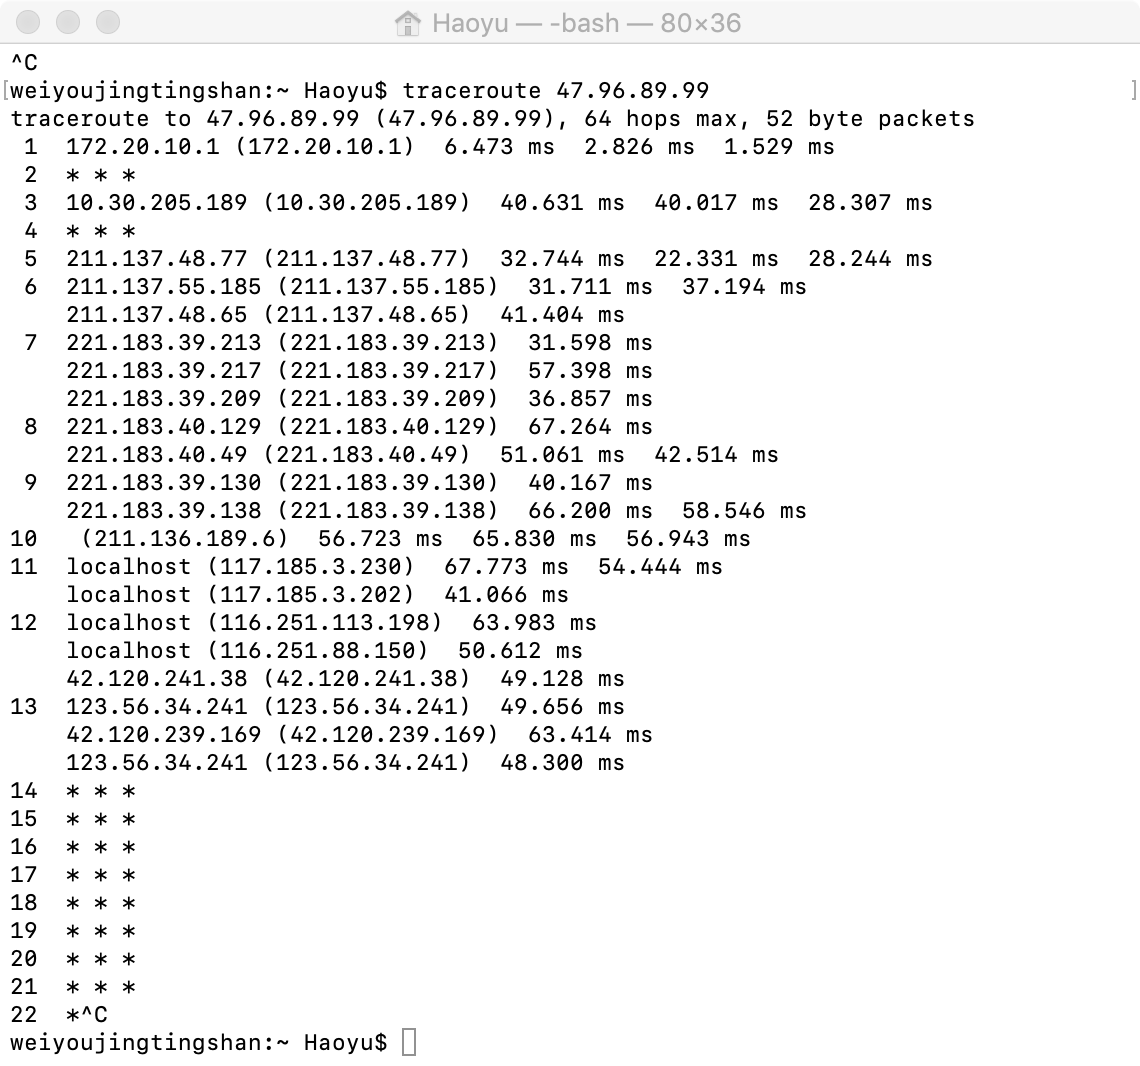 Haoyu — -bash — 80×36
^C
[weiyoujingtingshan:~ Haoyu$ traceroute 47.96.89.99 ]
traceroute to 47.96.89.99 (47.96.89.99), 64 hops max, 52 byte packets
 1  172.20.10.1 (172.20.10.1)  6.473 ms  2.826 ms  1.529 ms
 2  * * *
 3  10.30.205.189 (10.30.205.189)  40.631 ms  40.017 ms  28.307 ms
 4  * * *
 5  211.137.48.77 (211.137.48.77)  32.744 ms  22.331 ms  28.244 ms
 6  211.137.55.185 (211.137.55.185)  31.711 ms  37.194 ms
    211.137.48.65 (211.137.48.65)  41.404 ms
 7  221.183.39.213 (221.183.39.213)  31.598 ms
    221.183.39.217 (221.183.39.217)  57.398 ms
    221.183.39.209 (221.183.39.209)  36.857 ms
 8  221.183.40.129 (221.183.40.129)  67.264 ms
    221.183.40.49 (221.183.40.49)  51.061 ms  42.514 ms
 9  221.183.39.130 (221.183.39.130)  40.167 ms
    221.183.39.138 (221.183.39.138)  66.200 ms  58.546 ms
10   (211.136.189.6)  56.723 ms  65.830 ms  56.943 ms
11  localhost (117.185.3.230)  67.773 ms  54.444 ms
    localhost (117.185.3.202)  41.066 ms
12  localhost (116.251.113.198)  63.983 ms
    localhost (116.251.88.150)  50.612 ms
    42.120.241.38 (42.120.241.38)  49.128 ms
13  123.56.34.241 (123.56.34.241)  49.656 ms
    42.120.239.169 (42.120.239.169)  63.414 ms
    123.56.34.241 (123.56.34.241)  48.300 ms
14  * * *
15  * * *
16  * * *
17  * * *
18  * * *
19  * * *
20  * * *
21  * * *
22  *^C
weiyoujingtingshan:~ Haoyu$